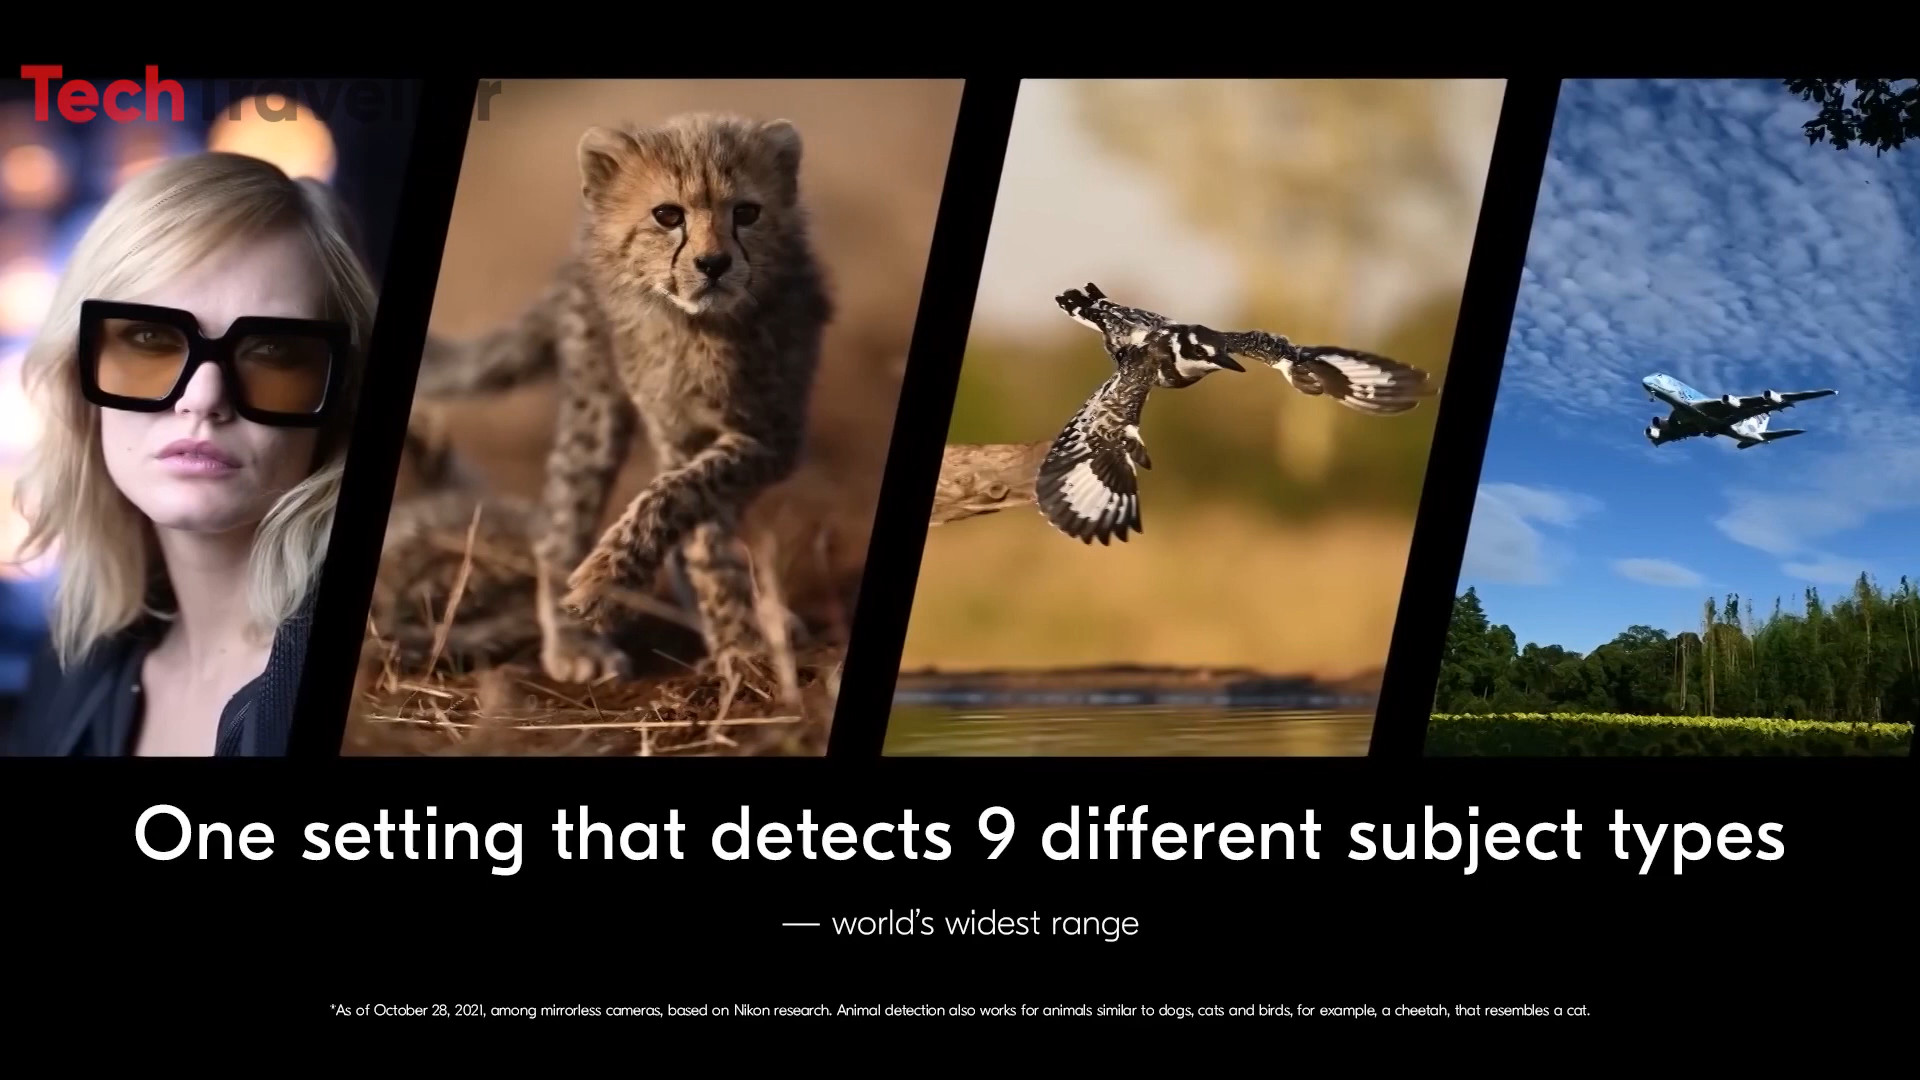 Tech Traveller
One setting that detects 9 different subject types
— world's widest range
*As of October 28, 2021, among mirrorless cameras, based on Nikon research. Animal detection also works for animals similar to dogs, cats and birds, for example, a cheetah, that resembles a cat.